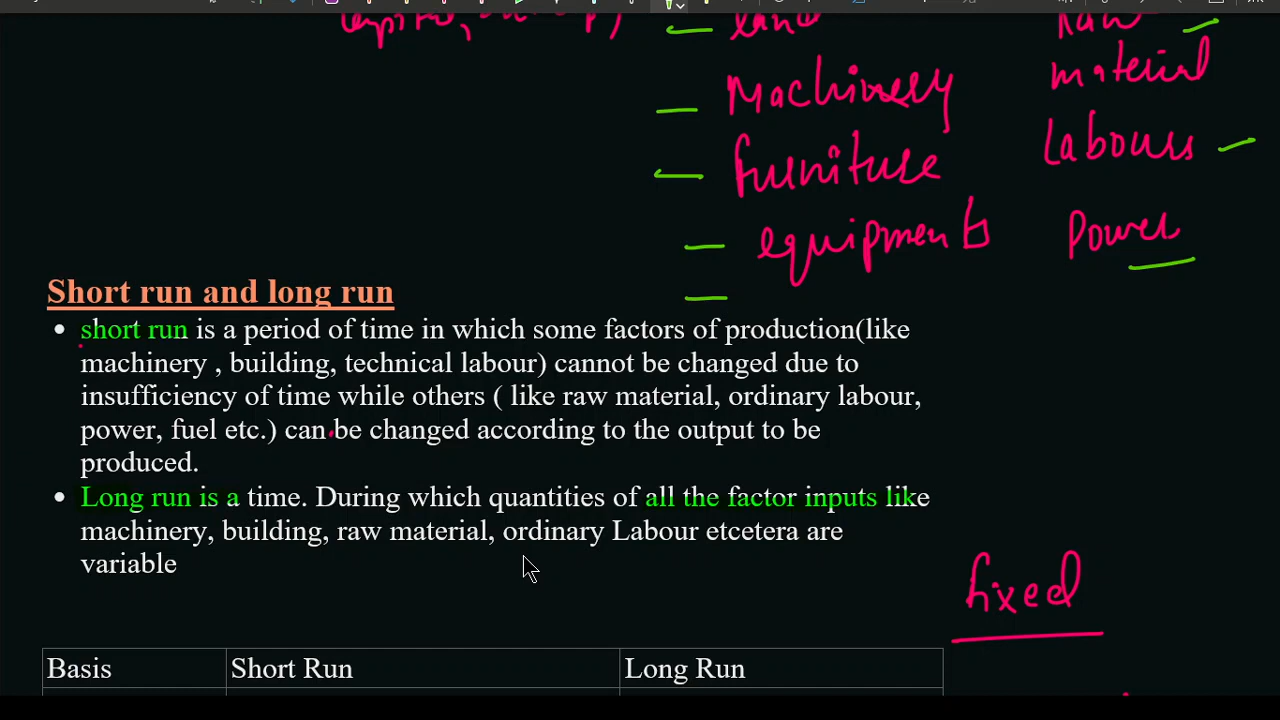 land
material
Machinery
Labours
furniture
equipments
Power
Short run and long run
• short run is a period of time in which some factors of production(like
machinery , building, technical labour) cannot be changed due to
insufficiency of time while others ( like raw material, ordinary labour,
power, fuel etc.) can be changed according to the output to be
produced.
• Long run is a time. During which quantities of all the factor inputs like
machinery, building, raw material, ordinary Labour etcetera are
variable
fixed
Basis Short Run Long Run